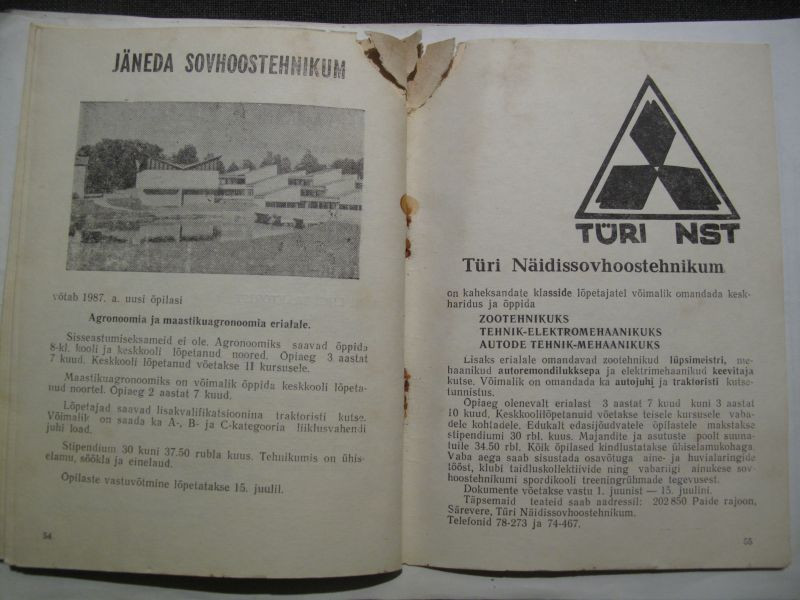 JÄNEDA SOVHOOSTEHNIKUM
võtab 1987. a. uusi õpilasi
Agronoomia ja maastikuagronoomia erialale.
Sisseastumiseksameid ei ole. Agronoomiks saavad õppida
8-kl. kooli ja keskkooli lõpetanud noored. Õpiaeg 3 aastat
7 kuud. Keskkooli lõpetanud võetakse II kursusele.
Maastikuagronoomiks on võimalik õppida keskkooli lõpeta-
nud noortel. Õpiaeg 2 aastat 7 kuud.
Lõpetajad saavad lisakvalifikatsioonina traktoristi kutse.
Võimalik on saada ka A-, B- ja C-kategooria liiklusvahendi
juhi load.
Stipendium 30 kuni 37.50 rubla kuus. Tehnikumis on ühis-
elamu, söökla ja einelaud.
Õpilaste vastuvõtmine lõpetatakse 15. juulil.
54
TÜRI NST
Türi Näidissovhoostehnikum
on kaheksandate klasside lõpetajatel võimalik omandada kesk-
haridus ja õppida
ZOOTEHNIKUKS
TEHNIK-ELEKTROMEHAANIKUKS
AUTODE TEHNIK-MEHAANIKUKS
Lisaks erialale omandavad zootehnikud lüpsimeistri, me-
haanikud autoremondilukksepa ja elektrimehaanikud keevitaja
kutse. Võimalik on omandada ka autojuhi ja traktoristi kutse-
tunnistus.
Õpiaeg olenevalt erialast 3 aastat 7 kuud kuni 3 aastat
10 kuud. Keskkoolilõpetanuid võetakse teisele kursusele vaba-
dele kohtadele. Edukalt edasijõudvatele õpilastele makstakse
stipendiumi 30 rbl. kuus. Majandite ja asutuste poolt suuna-
tuile 34.50 rbl. Kõik õpilased kindlustatakse ühiselamukohaga.
Vaba aega saab sisustada osavõtuga aine- ja huvialaringide
tööst, klubi taidluskollektiivide ning vabariigi ainukese sov-
hoostehnikumi spordikooli treeningrühmade tegevusest.
Dokumente võetakse vastu 1. juunist — 15. juulini.
Täpsemaid teateid saab aadressil: 202 850 Paide rajoon,
Särevere, Türi Näidissovhoostehnikum.
Telefonid 78-273 ja 74-467.
55